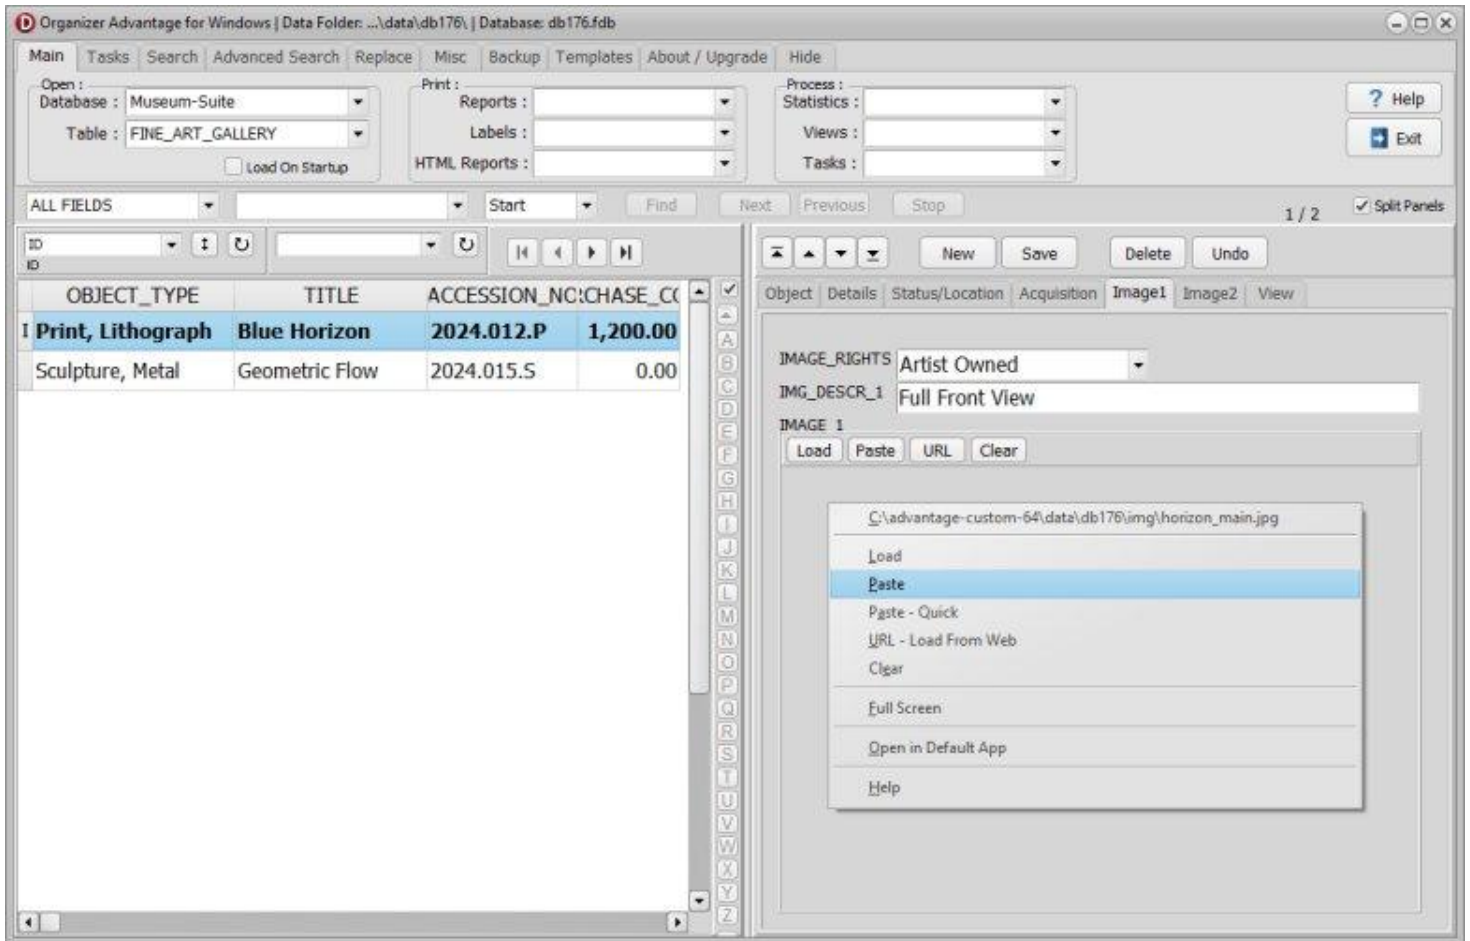 Organizer Advantage for Windows | Data Folder: ...\data\db176\ | Database: db176.fdb
Main Tasks Search Advanced Search Replace Misc Backup Templates About / Upgrade Hide
Open : Print : Process :
Database : Museum-Suite Reports : Statistics : ? Help
Table : FINE_ART_GALLERY Labels : Views : Exit
Load On Startup HTML Reports : Tasks :
ALL FIELDS Start Find Next Previous Stop 1 / 2 Split Panels
ID
ID
New Save Delete Undo
Object Details Status/Location Acquisition Image1 Image2 View
OBJECT_TYPE TITLE ACCESSION_NO CHASE_CO
I Print, Lithograph Blue Horizon 2024.012.P 1,200.00
Sculpture, Metal Geometric Flow 2024.015.S 0.00
A
B
C
D
E
F
G
H
I
J
K
L
M
N
O
P
Q
R
S
T
U
V
W
X
Y
Z
IMAGE_RIGHTS Artist Owned
IMG_DESCR_1 Full Front View
IMAGE_1
Load Paste URL Clear
C:\advantage-custom-64\data\db176\img\horizon_main.jpg
Load
Paste
Paste - Quick
URL - Load From Web
Clear
Full Screen
Open in Default App
Help